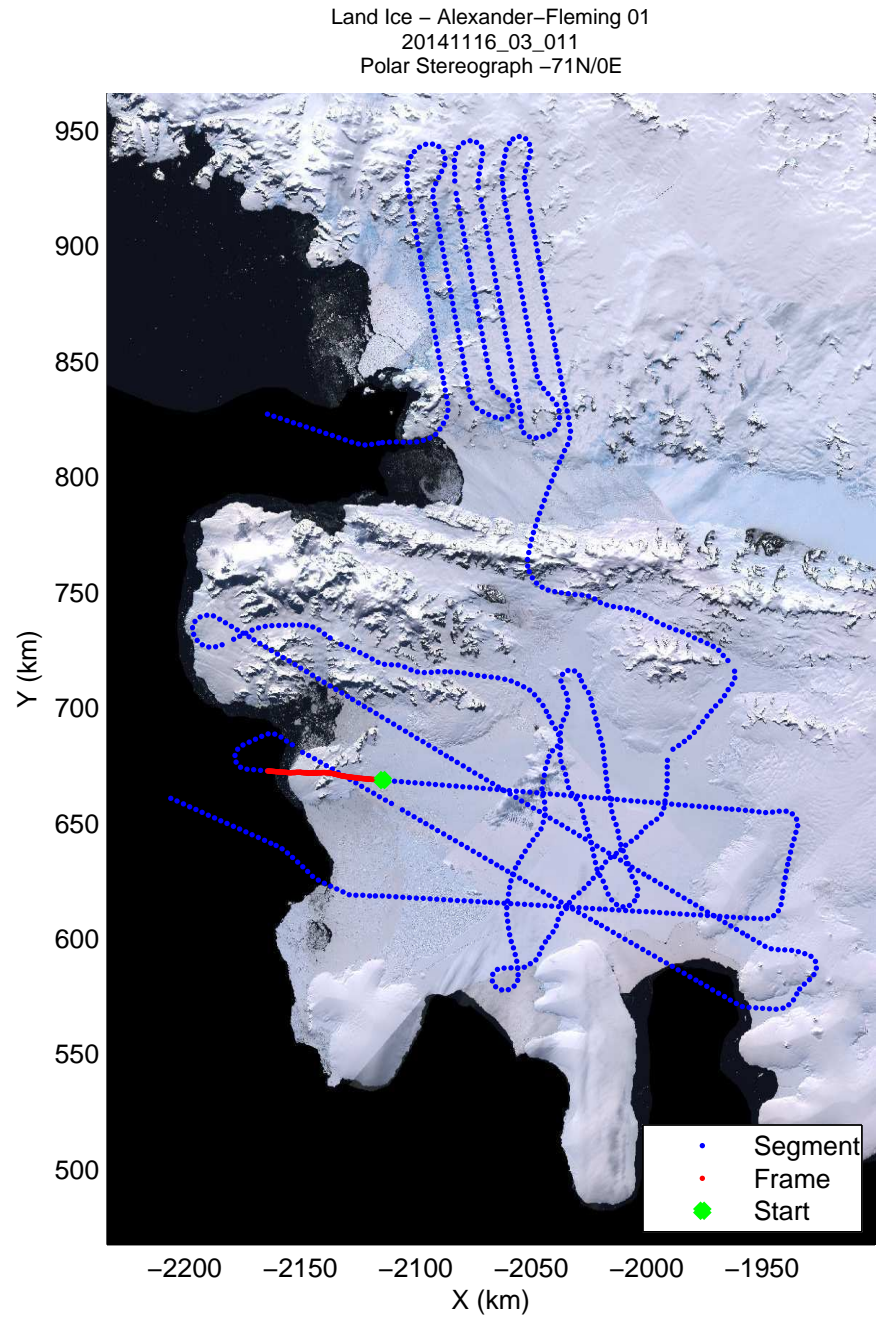 Land Ice − Alexander−Fleming 01
20141116_03_011
Polar Stereograph −71N/0E
950
900
850
800
750
700
650
600
550
500
Y (km)
Segment
Frame
Start
−2200 −2150 −2100 −2050 −2000 −1950
X (km)